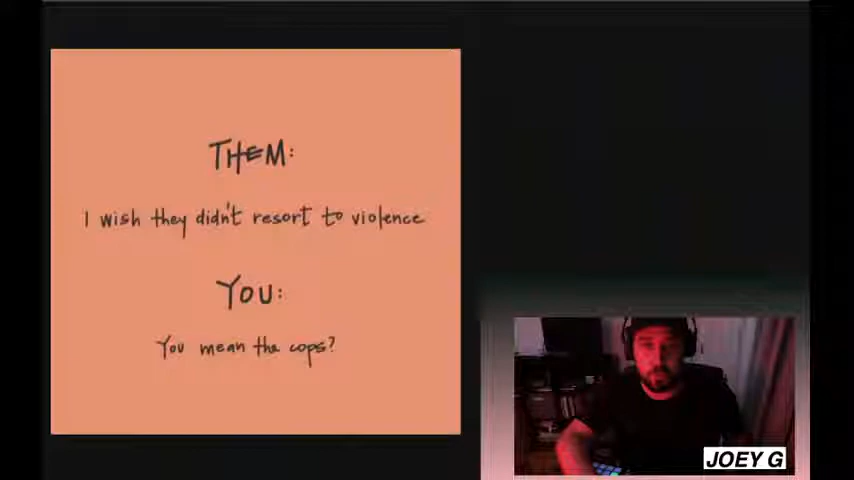 THEM:
I wish they didn't resort to violence
YOU:
You mean the cops?
JOEY G